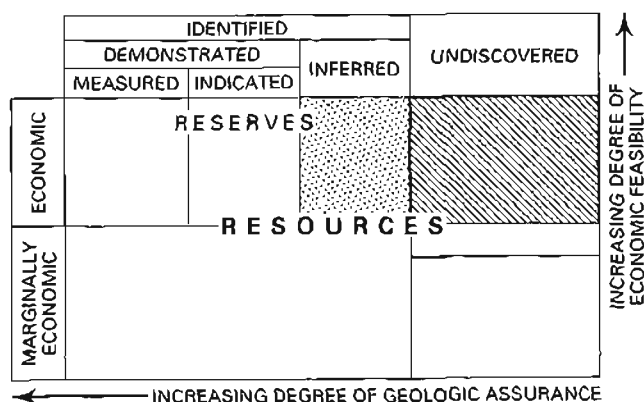 IDENTIFIED
DEMONSTRATED
INFERRED
UNDISCOVERED
MEASURED
INDICATED
RESERVES
RESOURCES
ECONOMIC
MARGINALLY
ECONOMIC
INCREASING DEGREE OF
ECONOMIC FEASIBILITY
INCREASING DEGREE OF GEOLOGIC ASSURANCE